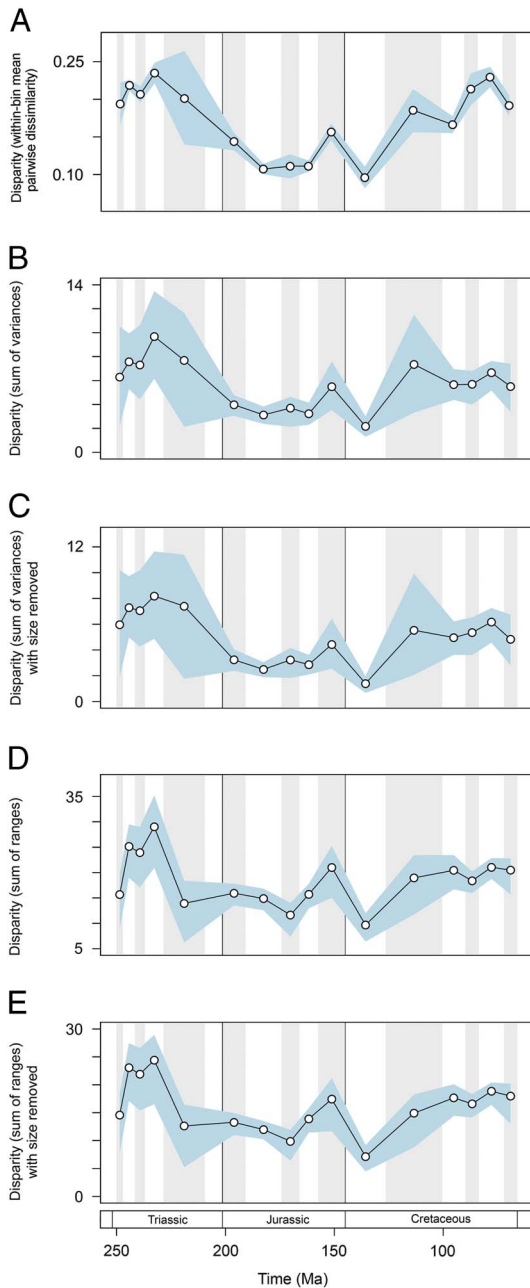 A
Disparity (within-bin mean
pairwise dissimilarity)
0.25
0.10
B
Disparity (sum of variances)
14
0
C
Disparity (sum of variances)
with size removed
12
0
D
Disparity (sum of ranges)
35
5
E
Disparity (sum of ranges)
with size removed
30
0
Triassic Jurassic Cretaceous
250 200 150 100
Time (Ma)